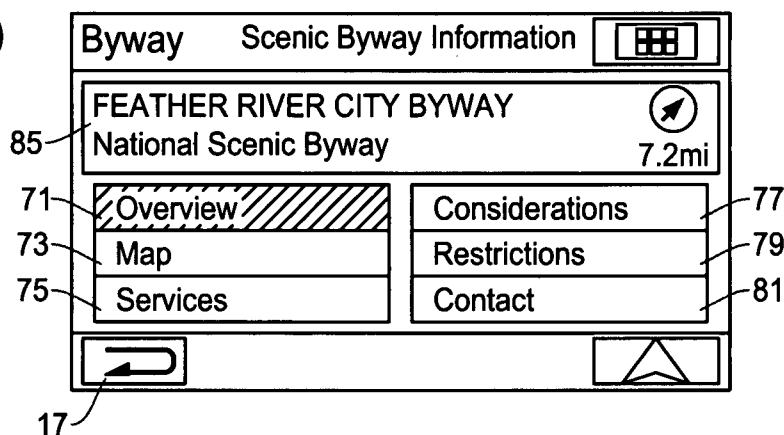 Byway Scenic Byway Information
FEATHER RIVER CITY BYWAY
85 National Scenic Byway 7.2mi
71 Overview Considerations 77
73 Map Restrictions 79
75 Services Contact 81
17